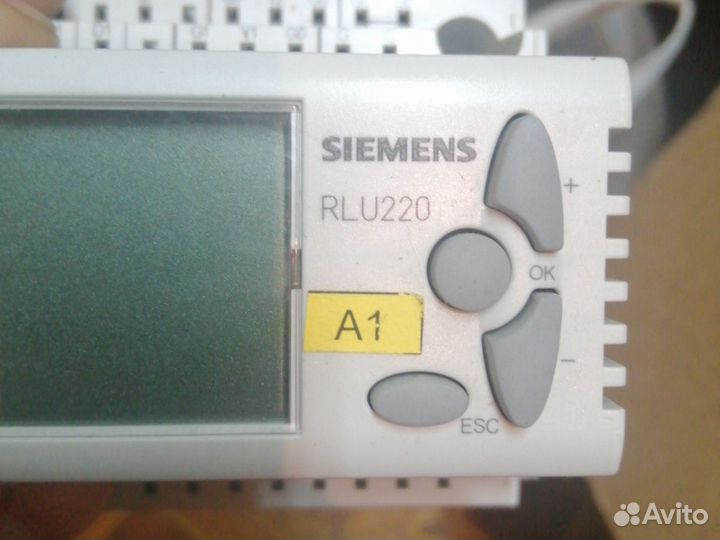 SIEMENS
RLU220
+
OK
A1
−
ESC
Avito